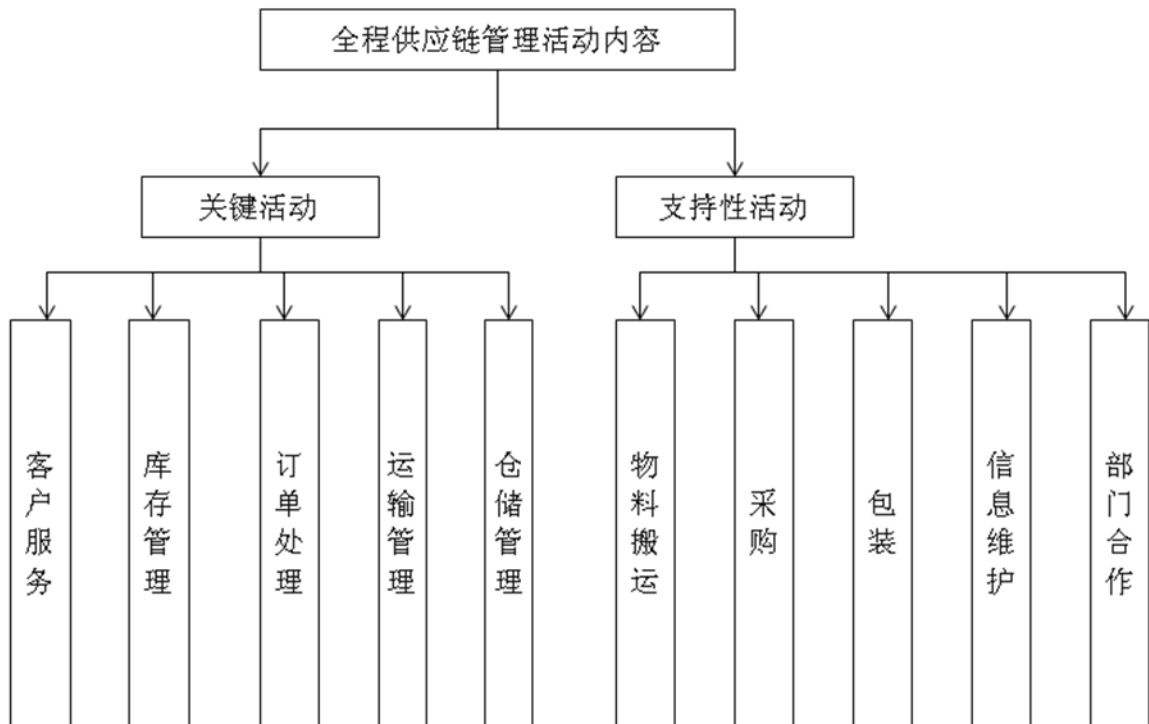 全程供应链管理活动内容
关键活动
支持性活动
客户服务
库存管理
订单处理
运输管理
仓储管理
物料搬运
采购
包装
信息维护
部门合作